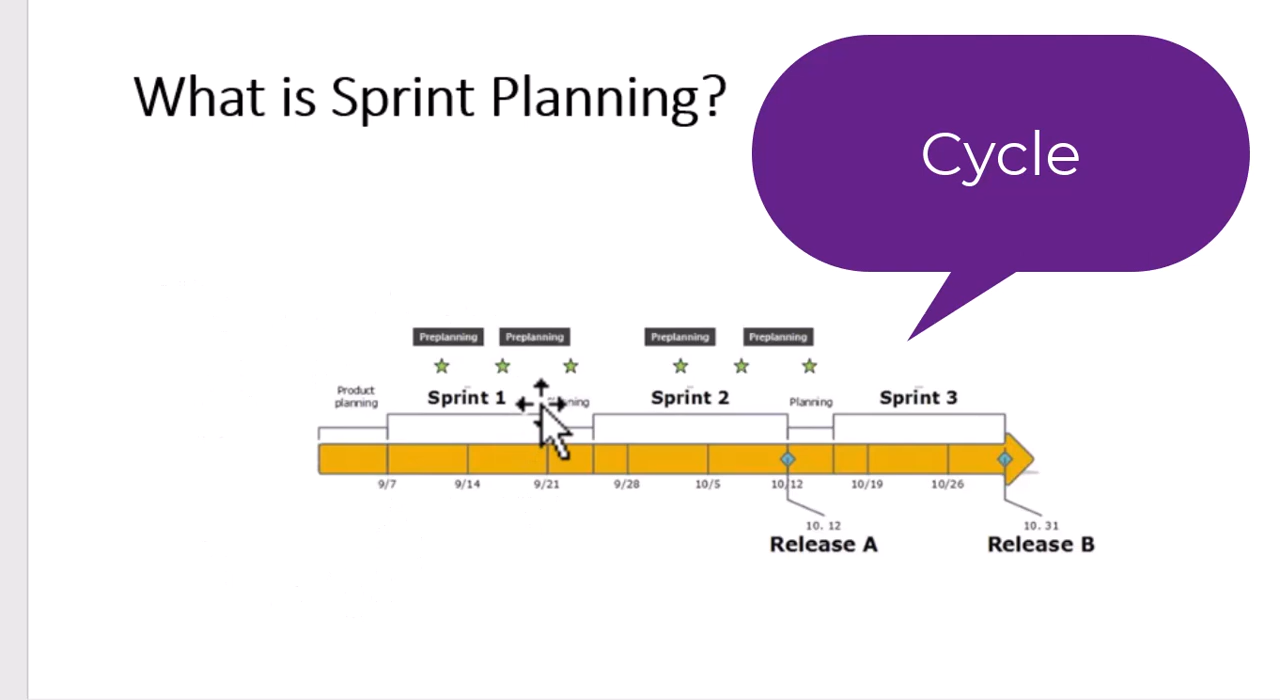 What is Sprint Planning?
Cycle
Preplanning Preplanning Preplanning Preplanning
Product
planning
Sprint 1 Sprint 2 Planning Sprint 3
9/7 9/14 9/21 9/28 10/5 10/12 10/19 10/26
10. 12 10. 31
Release A Release B